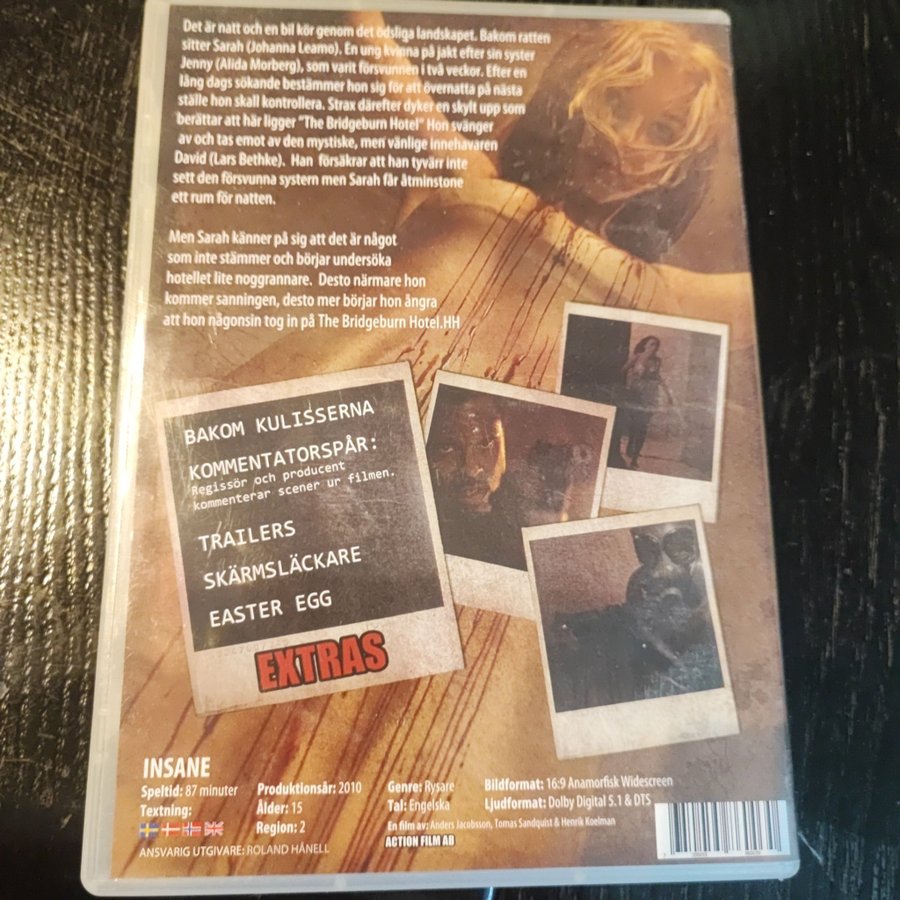 Det är natt och en bil kör genom det ödsliga landskapet. Bakom ratten
sitter Sarah (Johanna Leamo). En ung kvinna på jakt efter sin syster
Jenny (Alida Morberg), som varit försvunnen i två veckor. Efter en
lång dags sökande bestämmer hon sig för att övernatta på nästa
ställe hon skall kontrollera. Strax därefter dyker en skylt upp som
berättar att här ligger "The Bridgeburn Hotel" Hon svänger
av och tas emot av den mystiske, men vänlige innehavaren
David (Lars Bethke). Han försäkrar att han tyvärr inte
sett den försvunna systern men Sarah får åtminstone
ett rum för natten.
Men Sarah känner på sig att det är något
som inte stämmer och börjar undersöka
hotellet lite noggrannare. Desto närmare hon
kommer sanningen, desto mer börjar hon ångra
att hon någonsin tog in på The Bridgeburn Hotel.HH
BAKOM KULISSERNA
KOMMENTATORSPÅR:
Regissör och producent
kommenterar scener ur filmen.
TRAILERS
SKÄRMSLÄCKARE
EASTER EGG
EXTRAS
INSANE
Speltid: 87 minuter
Textning:
ANSVARIG UTGIVARE: ROLAND HÅNELL
Produktionsår: 2010
Ålder: 15
Region: 2
Genre: Rysare
Tal: Engelska
Bildformat: 16:9 Anamorfisk Widescreen
Ljudformat: Dolby Digital 5.1 & DTS
En film av: Anders Jacobsson, Tomas Sandquist & Henrik Koelman
ACTION FILM AB